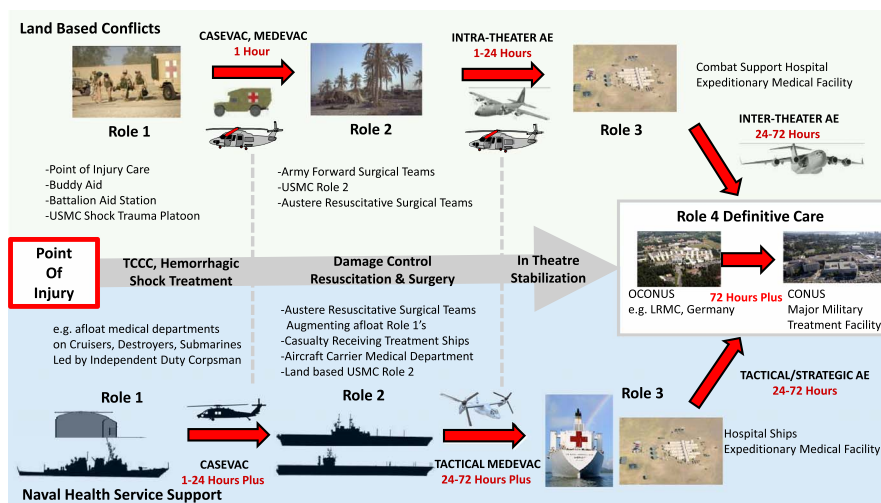 Land Based Conflicts
CASEVAC, MEDEVAC
1 Hour
INTRA-THEATER AE
1-24 Hours
Combat Support Hospital
Expeditionary Medical Facility
Role 1
Role 2
Role 3
INTER-THEATER AE
24-72 Hours
-Point of Injury Care
-Buddy Aid
-Battalion Aid Station
-USMC Shock Trauma Platoon
-Army Forward Surgical Teams
-USMC Role 2
-Austere Resuscitative Surgical Teams
Role 4 Definitive Care
OCONUS
e.g. LRMC, Germany
72 Hours Plus
CONUS
Major Military
Treatment Facility
Point
Of
Injury
TCCC, Hemorrhagic
Shock Treatment
Damage Control
Resuscitation & Surgery
In Theatre
Stabilization
e.g. afloat medical departments
on Cruisers, Destroyers, Submarines
Led by Independent Duty Corpsman
-Austere Resuscitative Surgical Teams
Augmenting afloat Role 1's
-Casualty Receiving Treatment Ships
-Aircraft Carrier Medical Department
-Land based USMC Role 2
TACTICAL/STRATEGIC AE
24-72 Hours
Role 1
Role 2
Role 3
CASEVAC
1-24 Hours Plus
TACTICAL MEDEVAC
24-72 Hours Plus
Hospital Ships
Expeditionary Medical Facility
Naval Health Service Support